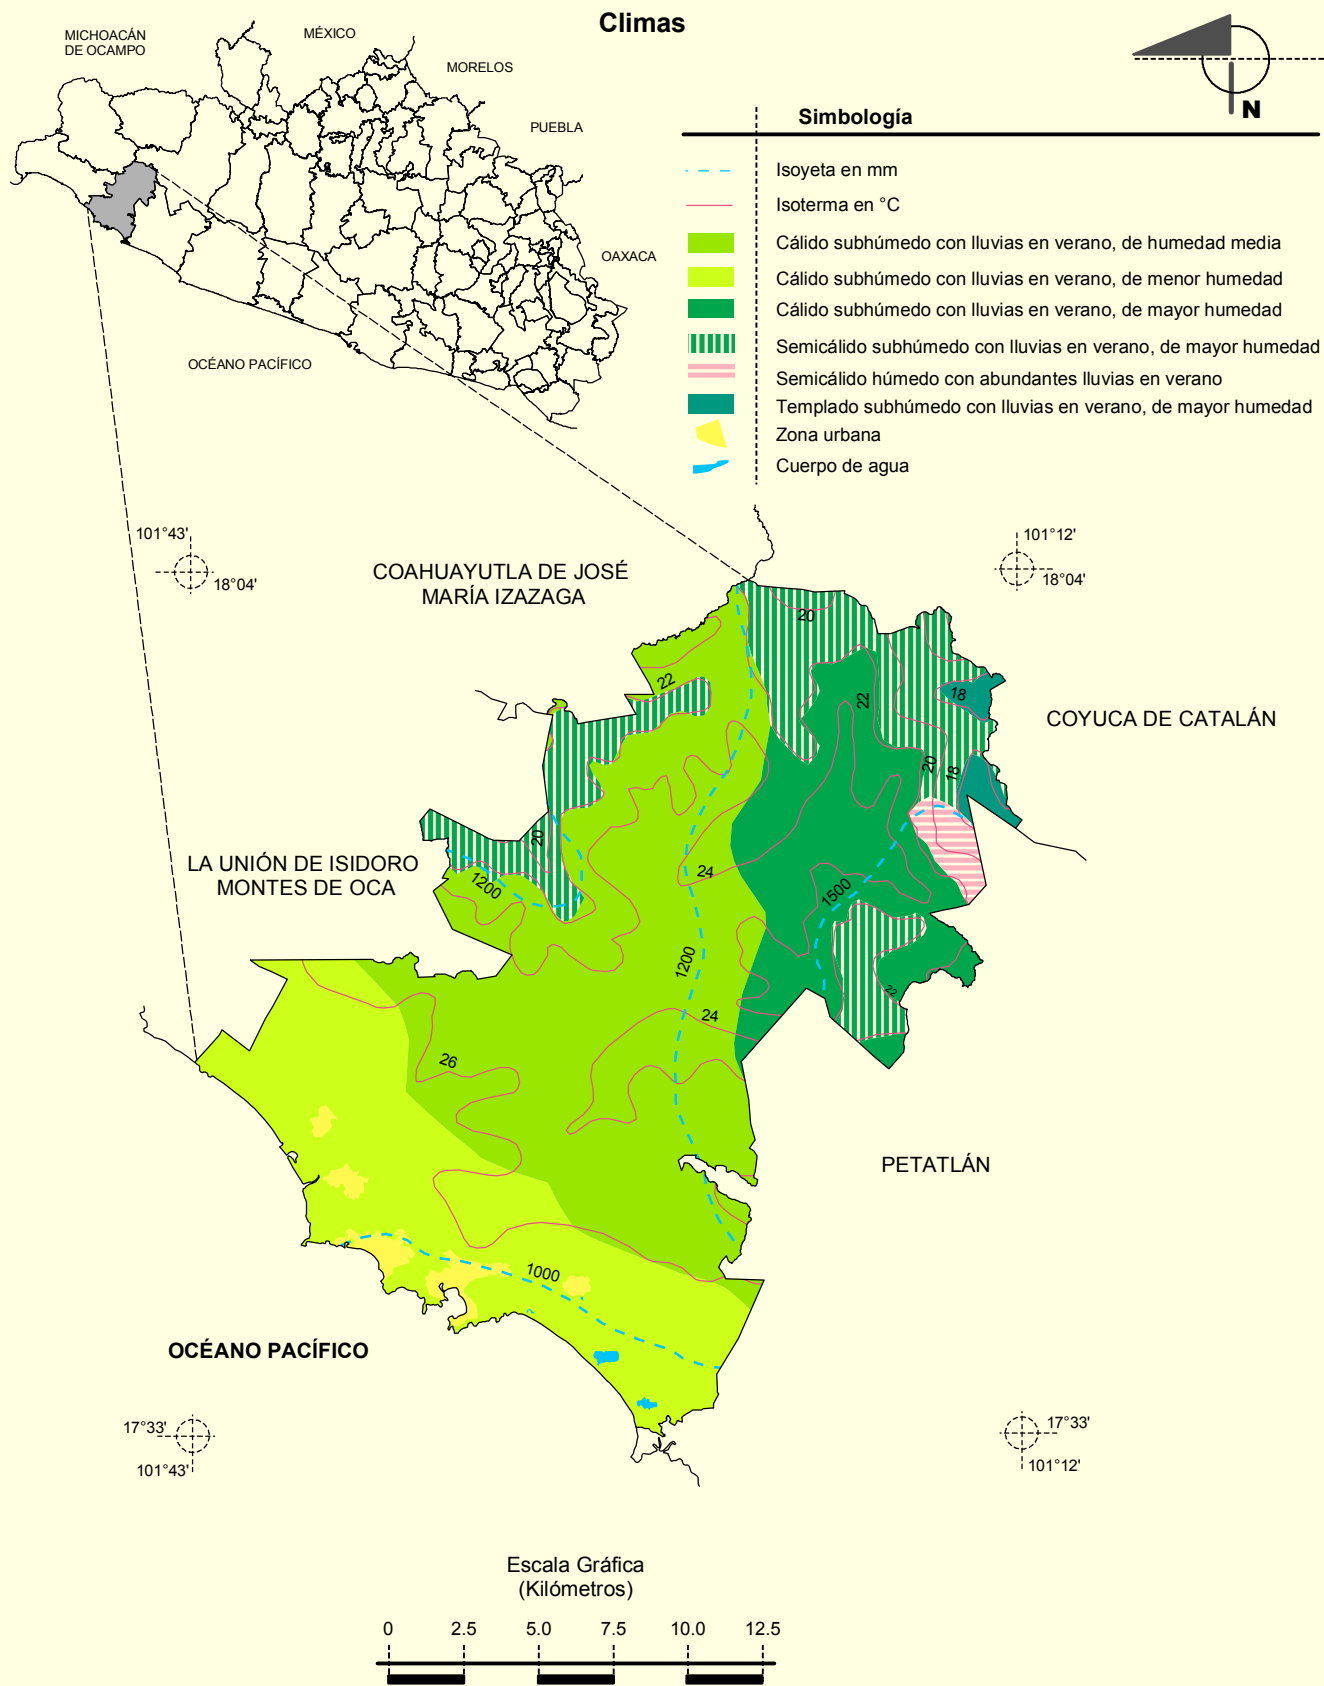 Climas
MICHOACÁN
DE OCAMPO
MÉXICO
MORELOS
PUEBLA
OAXACA
OCÉANO PACÍFICO
N
Simbología
Isoyeta en mm
Isoterma en °C
Cálido subhúmedo con lluvias en verano, de humedad media
Cálido subhúmedo con lluvias en verano, de menor humedad
Cálido subhúmedo con lluvias en verano, de mayor humedad
Semicálido subhúmedo con lluvias en verano, de mayor humedad
Semicálido húmedo con abundantes lluvias en verano
Templado subhúmedo con lluvias en verano, de mayor humedad
Zona urbana
Cuerpo de agua
101°43'
18°04'
101°12'
18°04'
COAHUAYUTLA DE JOSÉ
MARÍA IZAZAGA
20
22
22
18
COYUCA DE CATALÁN
20
18
20
LA UNIÓN DE ISIDORO
MONTES DE OCA
1200
24
1500
1200
22
24
26
PETATLÁN
1000
OCÉANO PACÍFICO
17°33'
101°43'
17°33'
101°12'
Escala Gráfica
(Kilómetros)
0 2.5 5.0 7.5 10.0 12.5